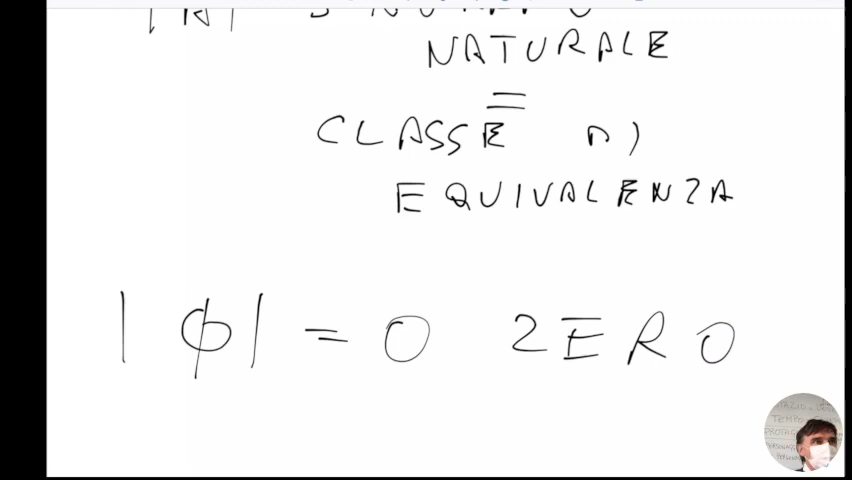 NATURALE
=
CLASSE DI
EQUIVALENZA
|ϕ| = 0 ZERO